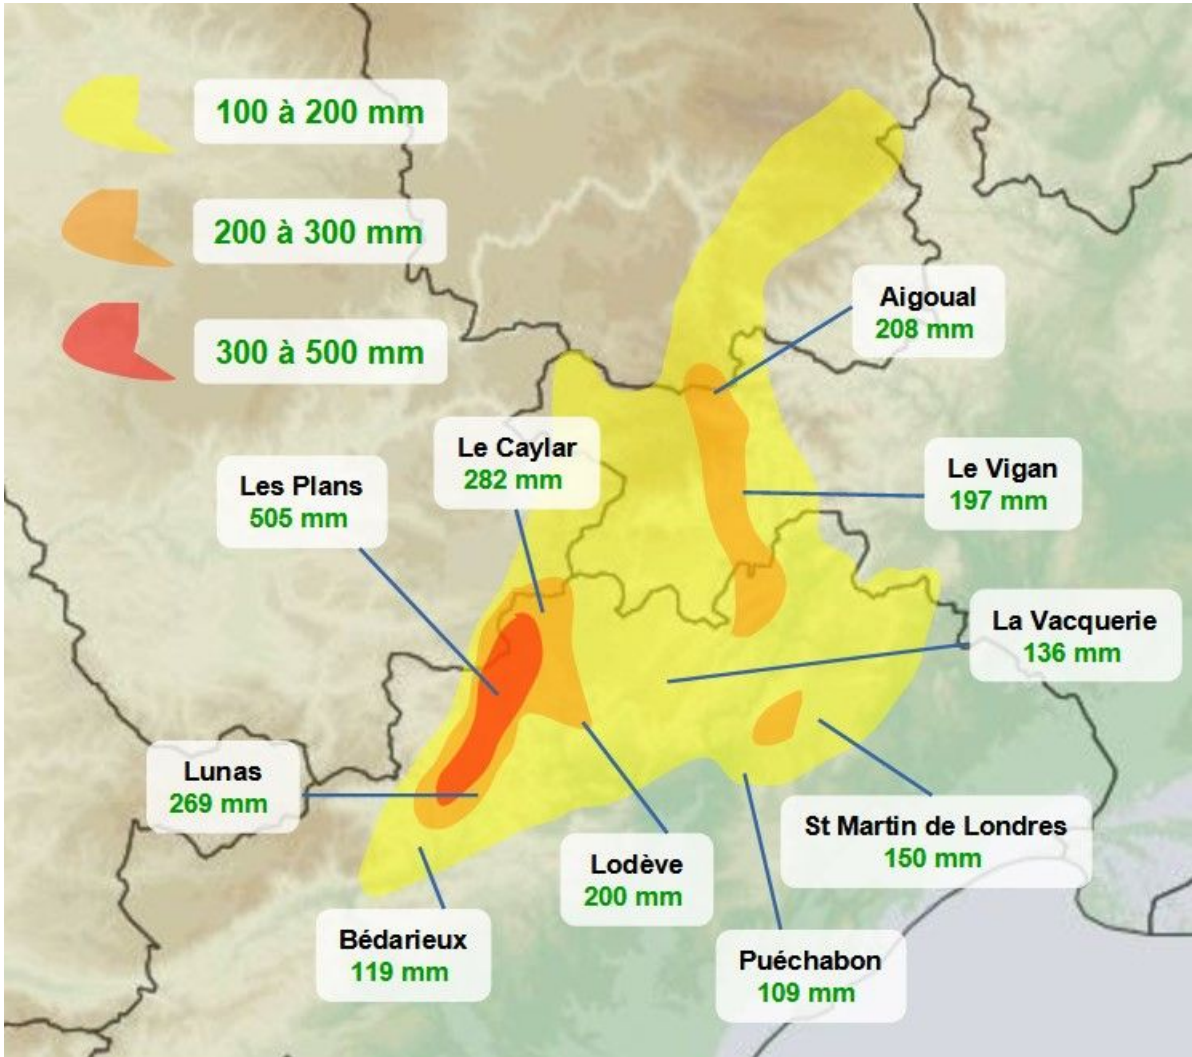 100 à 200 mm
200 à 300 mm
300 à 500 mm
Aigoual
208 mm
Le Caylar
282 mm
Les Plans
505 mm
Le Vigan
197 mm
La Vacquerie
136 mm
Lunas
269 mm
St Martin de Londres
150 mm
Lodève
200 mm
Bédarieux
119 mm
Puéchabon
109 mm